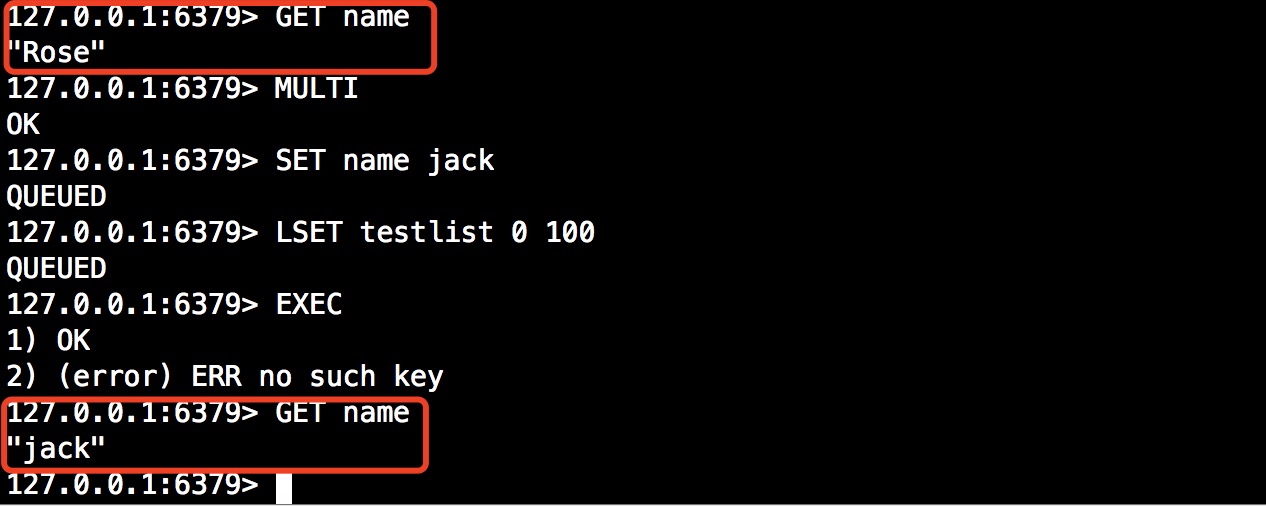 127.0.0.1:6379> GET name
"Rose"
127.0.0.1:6379> MULTI
OK
127.0.0.1:6379> SET name jack
QUEUED
127.0.0.1:6379> LSET testlist 0 100
QUEUED
127.0.0.1:6379> EXEC
1) OK
2) (error) ERR no such key
127.0.0.1:6379> GET name
"jack"
127.0.0.1:6379>